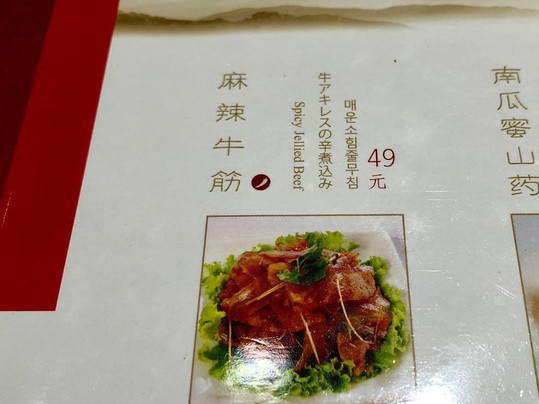 麻辣牛筋
牛アキレスの辛煮込み
Spicy Jellied Beef
매운소힘줄무침
49
元
南瓜蜜山药